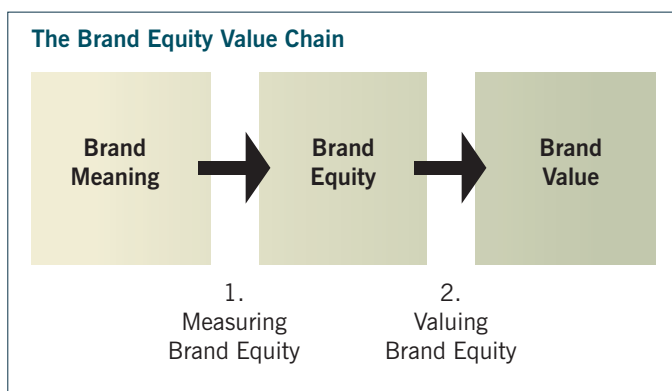 The Brand Equity Value Chain
Brand
Meaning
Brand
Equity
Brand
Value
1.
Measuring
Brand Equity
2.
Valuing
Brand Equity